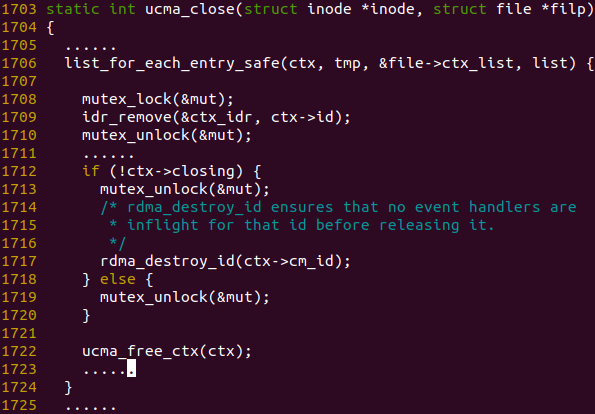 1703 static int ucma_close(struct inode *inode, struct file *filp)
1704 {
1705   ......
1706   list_for_each_entry_safe(ctx, tmp, &file->ctx_list, list) {
1707
1708     mutex_lock(&mut);
1709     idr_remove(&ctx_idr, ctx->id);
1710     mutex_unlock(&mut);
1711     ......
1712     if (!ctx->closing) {
1713       mutex_unlock(&mut);
1714       /* rdma_destroy_id ensures that no event handlers are
1715        * inflight for that id before releasing it.
1716        */
1717       rdma_destroy_id(ctx->cm_id);
1718     } else {
1719       mutex_unlock(&mut);
1720     }
1721
1722     ucma_free_ctx(ctx);
1723     ......
1724   }
1725   ......